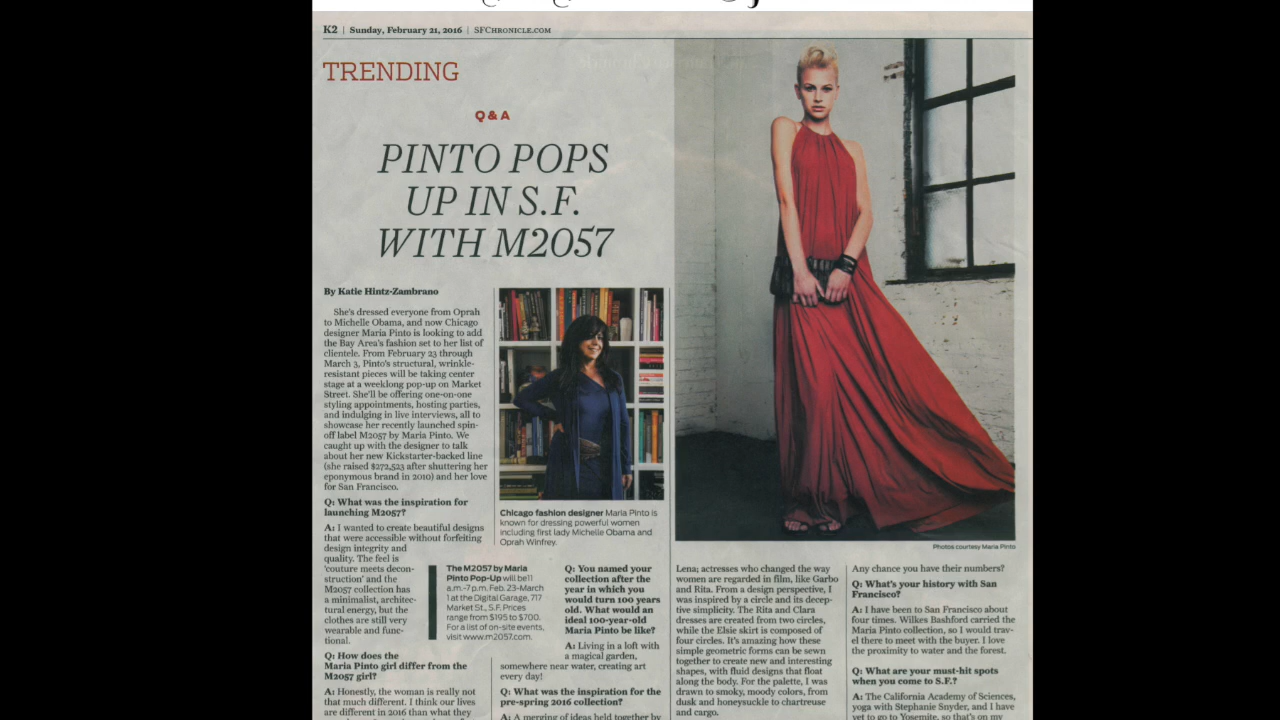 K2 | Sunday, February 21, 2016 | SFCHRONICLE.COM
TRENDING
Q & A
PINTO POPS
UP IN S.F.
WITH M2057
By Katie Hintz-Zambrano
She's dressed everyone from Oprah
to Michelle Obama, and now Chicago
designer Maria Pinto is looking to add
the Bay Area's fashion set to her list of
clientele. From February 23 through
March 3, Pinto's structural, wrinkle-
resistant pieces will be taking center
stage at a weeklong pop-up on Market
Street. She'll be offering one-on-one
styling appointments, hosting parties,
and indulging in live interviews, all to
showcase her recently launched spin-
off label M2057 by Maria Pinto. We
caught up with the designer to talk
about her new Kickstarter-backed line
(she raised $272,523 after shuttering her
eponymous brand in 2010) and her love
for San Francisco.
Q: What was the inspiration for
launching M2057?
A: I wanted to create beautiful designs
that were accessible without forfeiting
design integrity and
quality. The feel is
'couture meets decon-
struction' and the
M2057 collection has
a minimalist, architec-
tural energy, but the
clothes are still very
wearable and func-
tional.
Q: How does the
Maria Pinto girl differ from the
M2057 girl?
A: Honestly, the woman is really not
that much different. I think our lives
are different in 2016 than what they
Chicago fashion designer Maria Pinto is
known for dressing powerful women
including first lady Michelle Obama and
Oprah Winfrey.
The M2057 by Maria
Pinto Pop-Up will be11
a.m.-7 p.m. Feb. 23-March
1 at the Digital Garage, 717
Market St., S.F. Prices
range from $195 to $700.
For a list of on-site events,
visit www.m2057.com.
Q: You named your
collection after the
year in which you
would turn 100 years
old. What would an
ideal 100-year-old
Maria Pinto be like?
A: Living in a loft with
a magical garden,
somewhere near water, creating art
every day!
Q: What was the inspiration for the
pre-spring 2016 collection?
A: A merging of ideas held together by
Photos courtesy Maria Pinto
Lena; actresses who changed the way
women are regarded in film, like Garbo
and Rita. From a design perspective, I
was inspired by a circle and its decep-
tive simplicity. The Rita and Clara
dresses are created from two circles,
while the Elsie skirt is composed of
four circles. It's amazing how these
simple geometric forms can be sewn
together to create new and interesting
shapes, with fluid designs that float
along the body. For the palette, I was
drawn to smoky, moody colors, from
dusk and honeysuckle to chartreuse
and cargo.
Any chance you have their numbers?
Q: What's your history with San
Francisco?
A: I have been to San Francisco about
four times. Wilkes Bashford carried the
Maria Pinto collection, so I would trav-
el there to meet with the buyer. I love
the proximity to water and the forest.
Q: What are your must-hit spots
when you come to S.F.?
A: The California Academy of Sciences,
yoga with Stephanie Snyder, and I have
yet to go to Yosemite, so that's on my